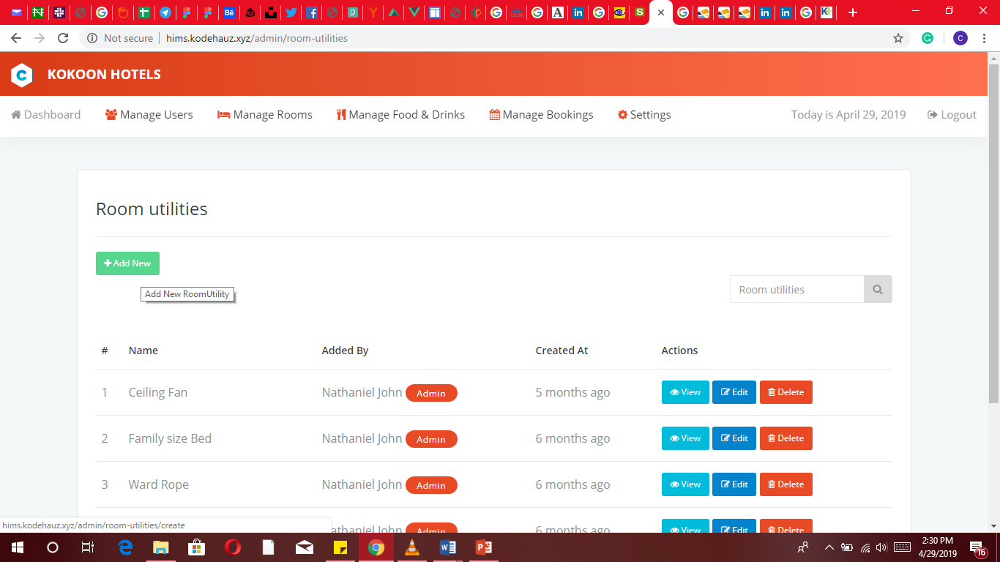 Not secure | hims.kodehauz.xyz/admin/room-utilities
C
KOKOON HOTELS
Dashboard Manage Users Manage Rooms Manage Food & Drinks Manage Bookings Settings Today is April 29, 2019 Logout
Room utilities
Add New
Add New RoomUtility
Room utilities
# Name Added By Created At Actions
1 Ceiling Fan Nathaniel John Admin 5 months ago View Edit Delete
2 Family size Bed Nathaniel John Admin 6 months ago View Edit Delete
3 Ward Rope Nathaniel John Admin 6 months ago View Edit Delete
Nathaniel John Admin 6 months ago View Edit Delete
hims.kodehauz.xyz/admin/room-utilities/create
2:30 PM
4/29/2019
16